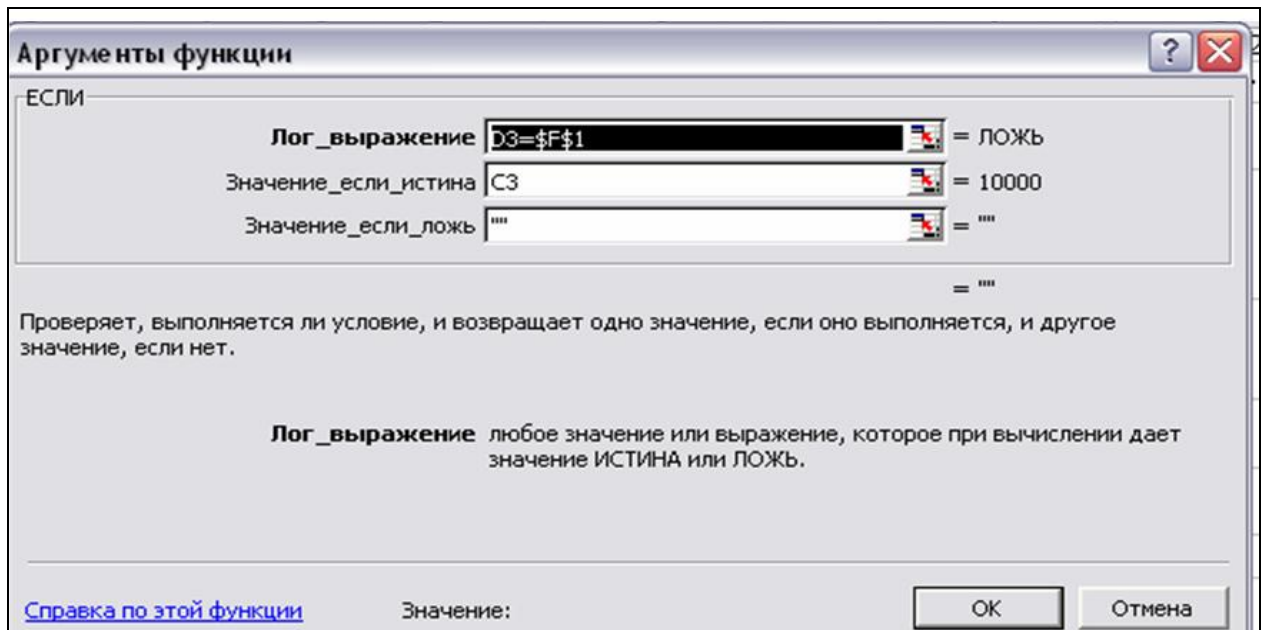 Аргументы функции
ЕСЛИ
Лог_выражение D3=$F$1 = ЛОЖЬ
Значение_если_истина C3 = 10000
Значение_если_ложь "" = ""
= ""
Проверяет, выполняется ли условие, и возвращает одно значение, если оно выполняется, и другое
значение, если нет.
Лог_выражение любое значение или выражение, которое при вычислении дает
значение ИСТИНА или ЛОЖЬ.
Справка по этой функции Значение: ОК Отмена